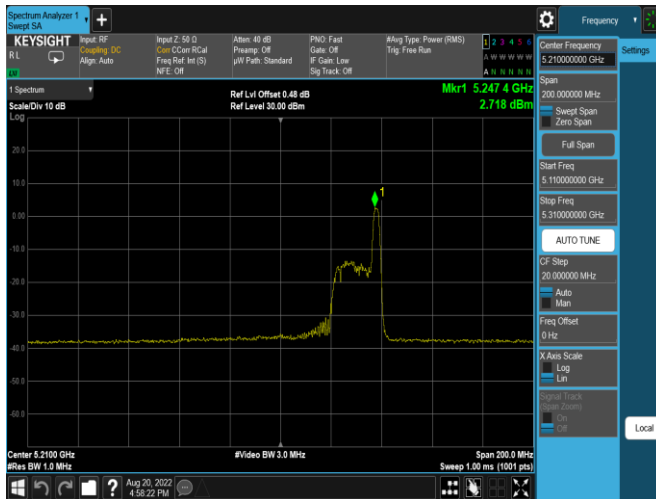 Spectrum Analyzer 1
Swept SA
Frequency
KEYSIGHT
R L
Input: RF
Coupling: DC
Align: Auto
Input Z: 50 Ω
Corr CCorr RCal
Freq Ref: Int (S)
NFE: Off
Atten: 40 dB
Preamp: Off
µW Path: Standard
PNO: Fast
Gate: Off
IF Gain: Low
Sig Track: Off
#Avg Type: Power (RMS)
Trig: Free Run
1 2 3 4 5 6
A W W W W W
A N N N N N
1 Spectrum
Scale/Div 10 dB
Log
Ref Lvl Offset 0.48 dB
Ref Level 30.00 dBm
Mkr1 5.247 4 GHz
2.718 dBm
1
20.0
10.0
0.00
-10.0
-20.0
-30.0
-40.0
-50.0
-60.0
Center 5.2100 GHz
#Res BW 1.0 MHz
#Video BW 3.0 MHz
Span 200.0 MHz
Sweep 1.00 ms (1001 pts)
Aug 20, 2022
4:58:22 PM
Center Frequency
5.210000000 GHz
Settings
Span
200.000000 MHz
Swept Span
Zero Span
Full Span
Start Freq
5.110000000 GHz
Stop Freq
5.310000000 GHz
AUTO TUNE
CF Step
20.000000 MHz
Auto
Man
Freq Offset
0 Hz
X Axis Scale
Log
Lin
Signal Track
(Span Zoom)
On
Off
Local